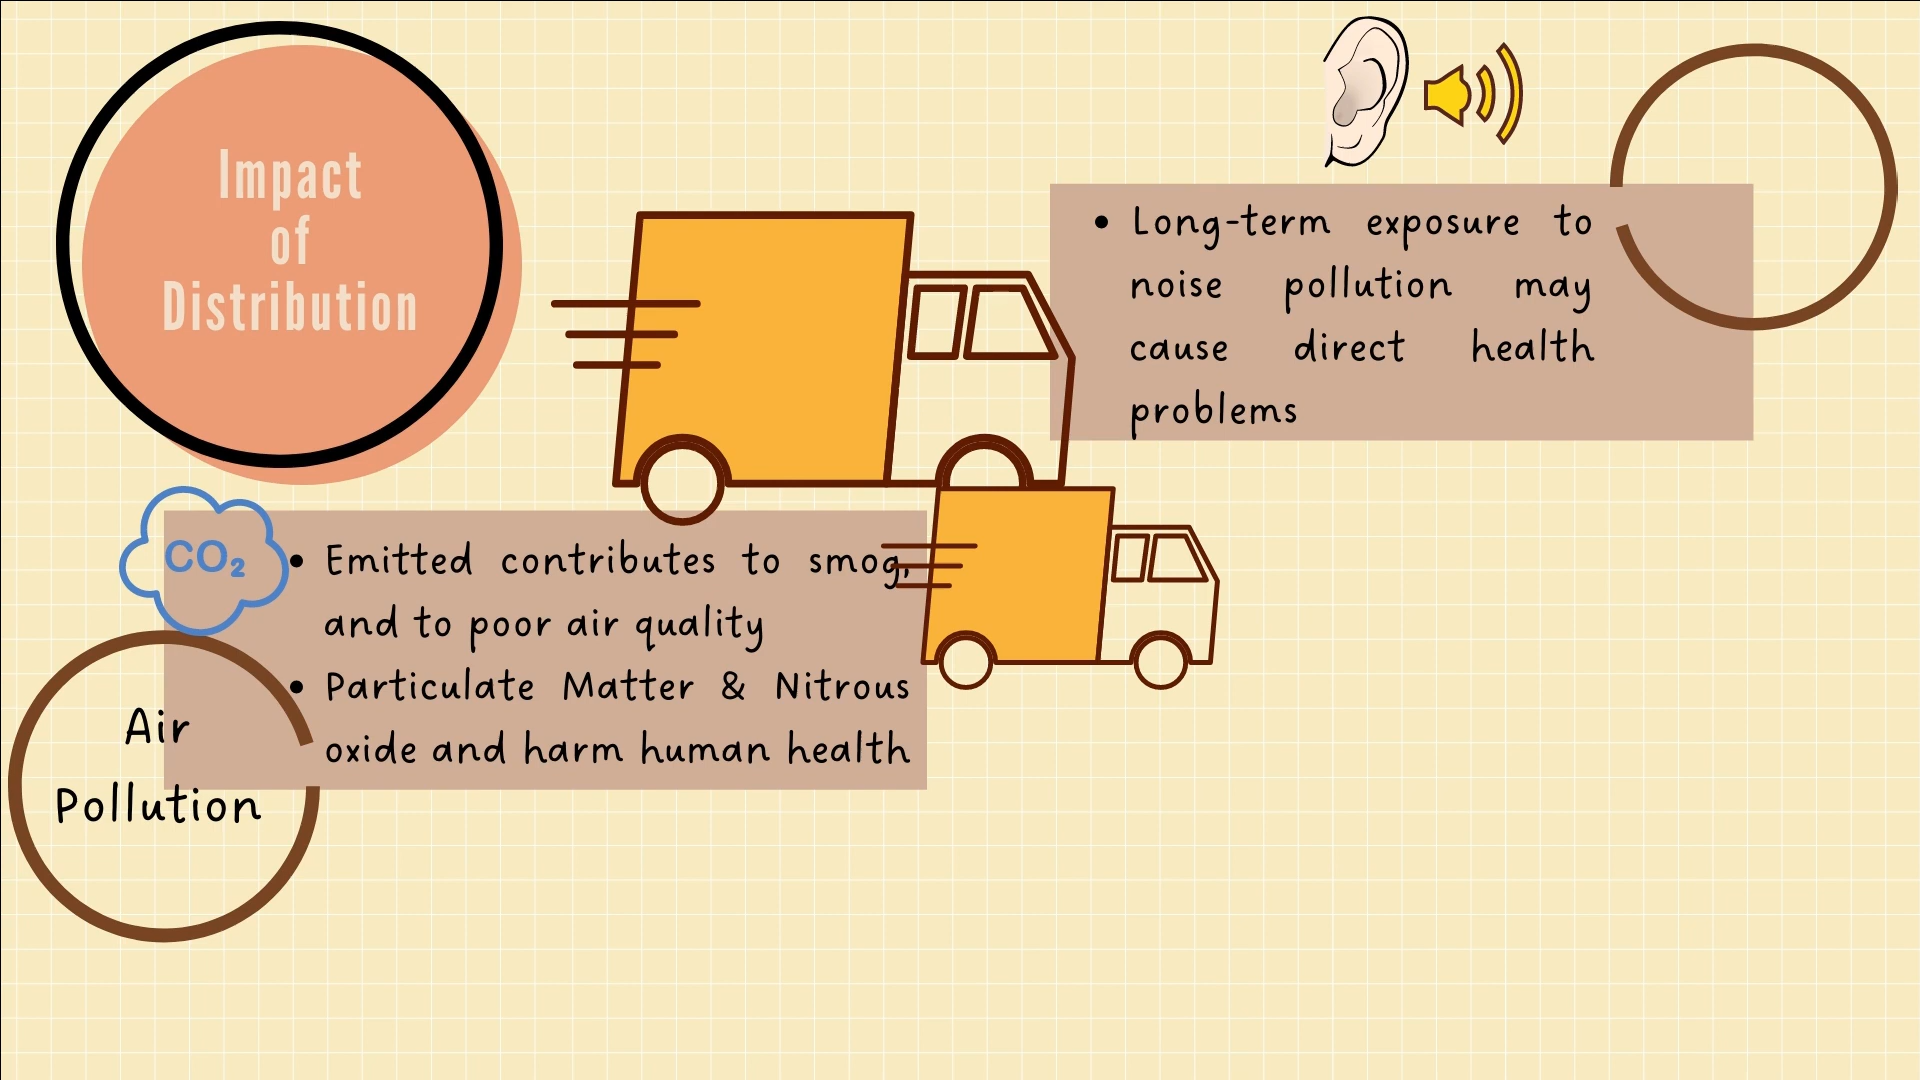 Impact
of
Distribution
• Long-term exposure to
noise pollution may
cause direct health
problems
CO₂
• Emitted contributes to smog,
and to poor air quality
• Particulate Matter & Nitrous
oxide and harm human health
Air
Pollution